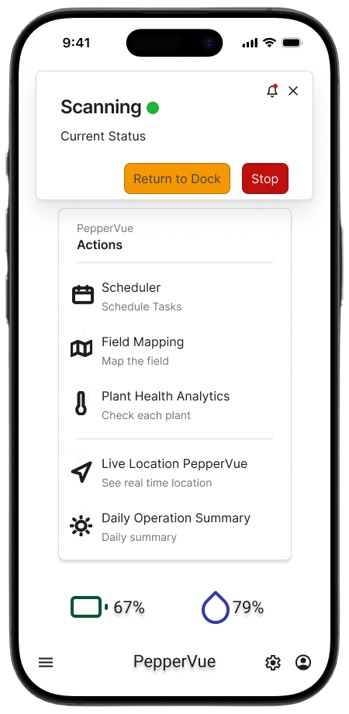 9:41
Scanning
Current Status
Return to Dock
Stop
PepperVue
Actions
Scheduler
Schedule Tasks
Field Mapping
Map the field
Plant Health Analytics
Check each plant
Live Location PepperVue
See real time location
Daily Operation Summary
Daily summary
67%
79%
PepperVue